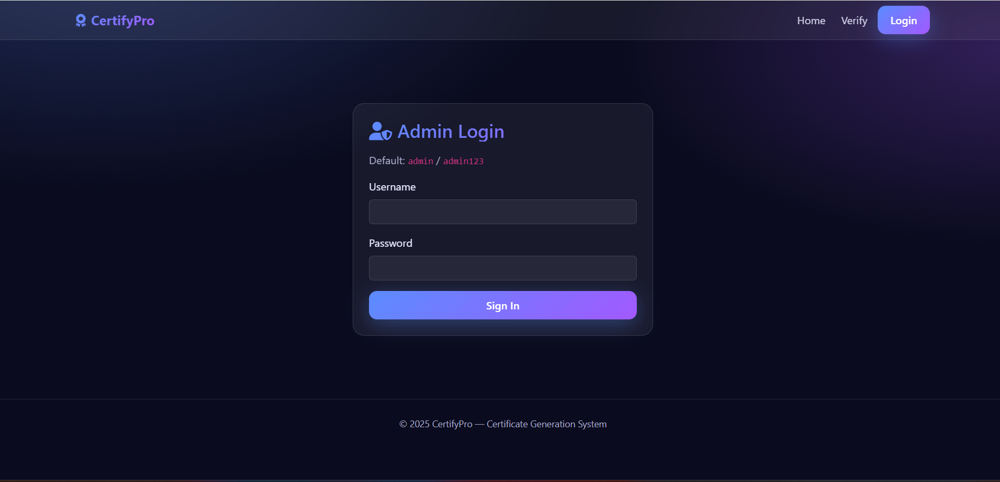 CertifyPro
Home
Verify
Login
Admin Login
Default: admin / admin123
Username
Password
Sign In
© 2025 CertifyPro — Certificate Generation System